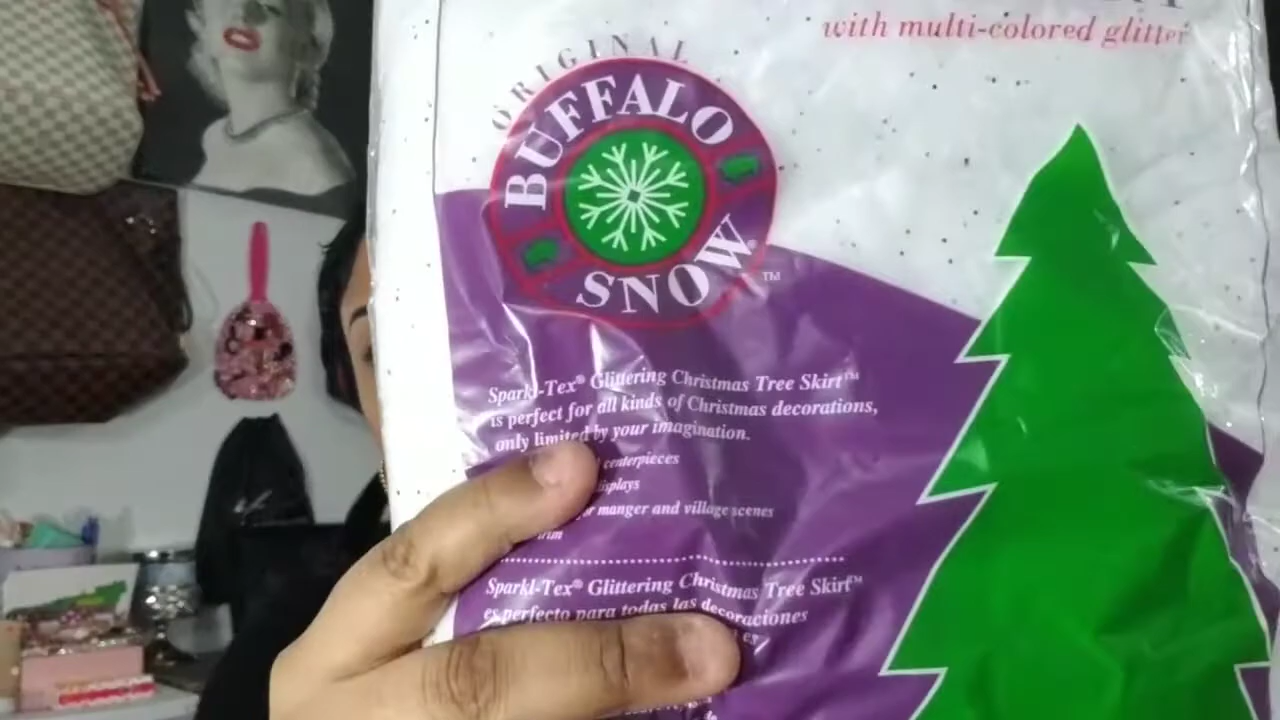 with multi-colored glitter
ORIGINAL
BUFFALO
SNOW®
TM
Sparkl-Tex® Glittering Christmas Tree Skirt™
is perfect for all kinds of Christmas decorations,
only limited by your imagination.
centerpieces
manger and village scenes
Sparkl-Tex® Glittering Christmas Tree Skirt™
es perfecto para todas las decoraciones